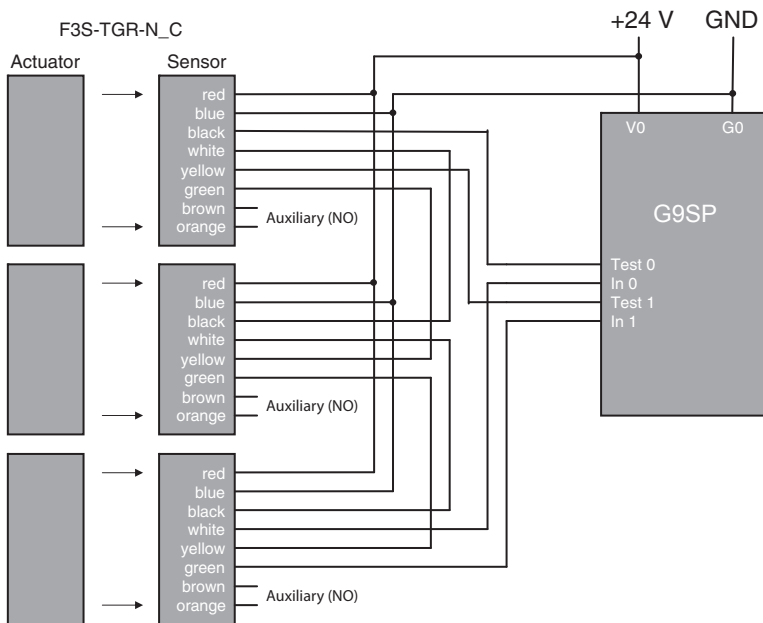 F3S-TGR-N_C
Actuator
Sensor
+24 V
GND
red
blue
black
white
yellow
green
brown
orange
Auxiliary (NO)
red
blue
black
white
yellow
green
brown
orange
Auxiliary (NO)
red
blue
black
white
yellow
green
brown
orange
Auxiliary (NO)
V0
G0
G9SP
Test 0
In 0
Test 1
In 1